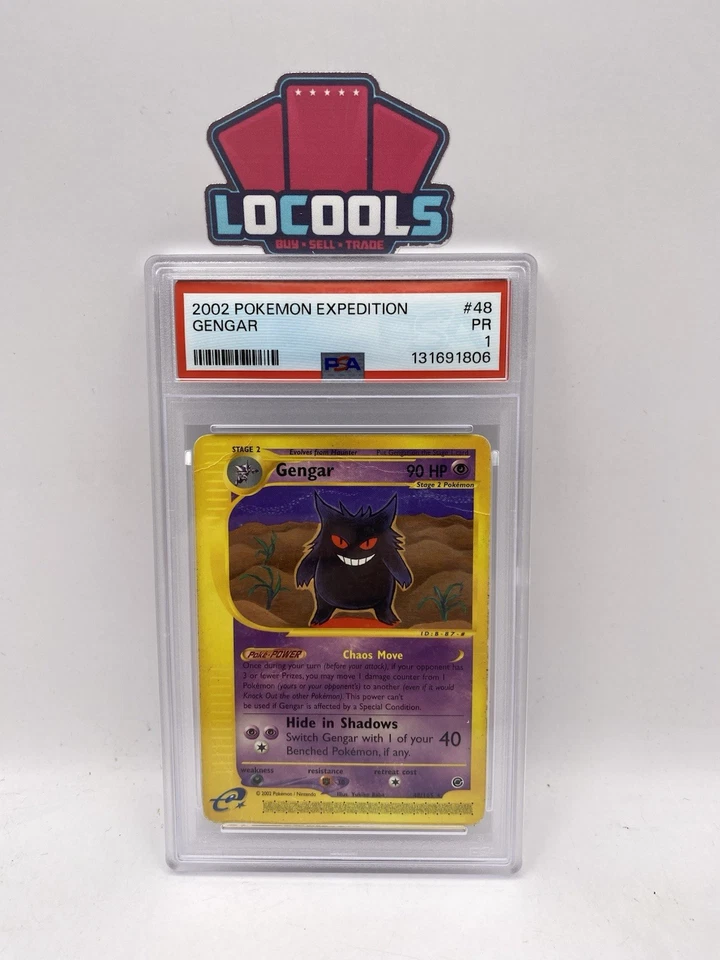 LOCOOLS
BUY • SELL • TRADE
2002 POKEMON EXPEDITION #48
GENGAR PR
1
PSA 131691806
STAGE 2 Evolves from Haunter
Gengar 90 HP
Stage 2 Pokémon
Poké-POWER Chaos Move
Once during your turn (before your attack), if your opponent has
3 or fewer Prizes, you may move 1 damage counter from 1
Pokémon (yours or your opponent's) to another (even if it would
Knock Out the other Pokémon). This power can't
be used if Gengar is affected by a Special Condition.
Hide in Shadows
Switch Gengar with 1 of your 40
Benched Pokémon, if any.
weakness resistance retreat cost
© 2002 Pokémon / Nintendo Illus.
e